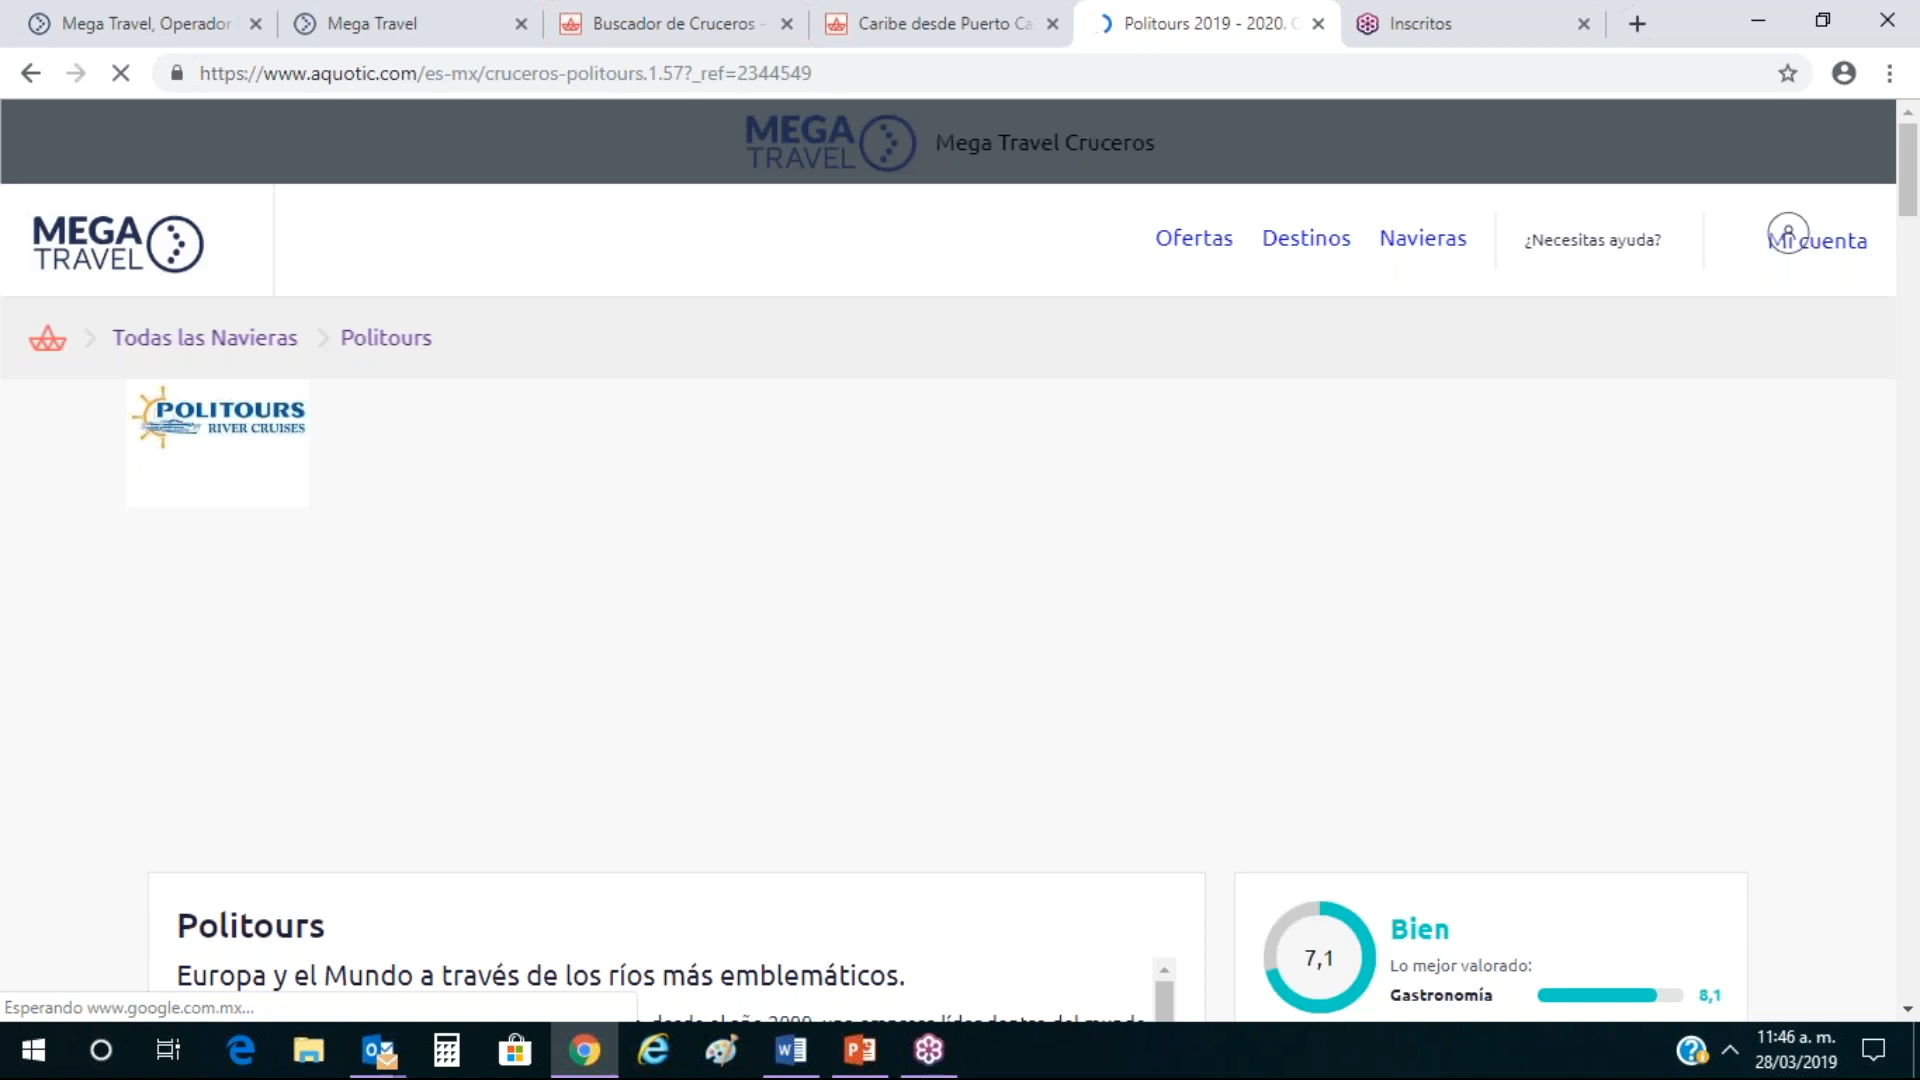 Mega Travel, Operador
Mega Travel
Buscador de Cruceros -
Caribe desde Puerto Ca
Politours 2019 - 2020. C
Inscritos
https://www.aquotic.com/es-mx/cruceros-politours.1.57?_ref=2344549
MEGA TRAVEL
Mega Travel Cruceros
MEGA TRAVEL
Ofertas
Destinos
Navieras
¿Necesitas ayuda?
Mi cuenta
Todas las Navieras
Politours
POLITOURS
RIVER CRUISES
Politours
Europa y el Mundo a través de los ríos más emblemáticos.
7,1
Bien
Lo mejor valorado:
Gastronomía
8,1
Esperando www.google.com.mx...
11:46 a. m.
28/03/2019